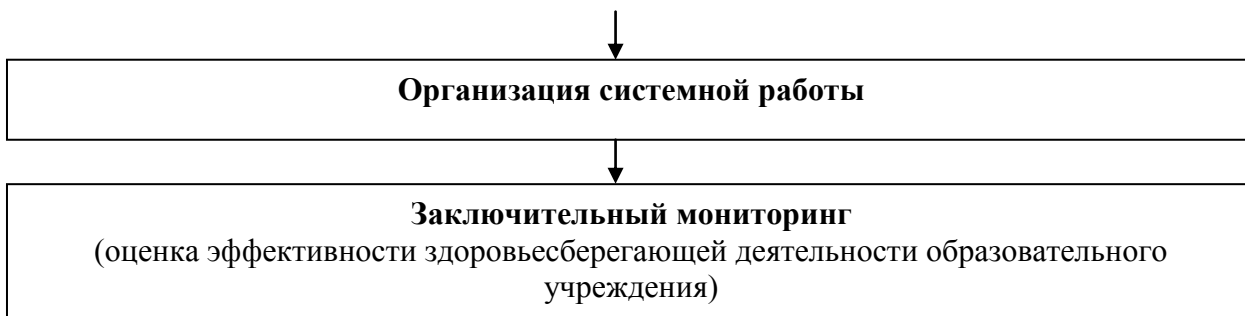 Организация системной работы
Заключительный мониторинг
(оценка эффективности здоровьесберегающей деятельности образовательного
учреждения)